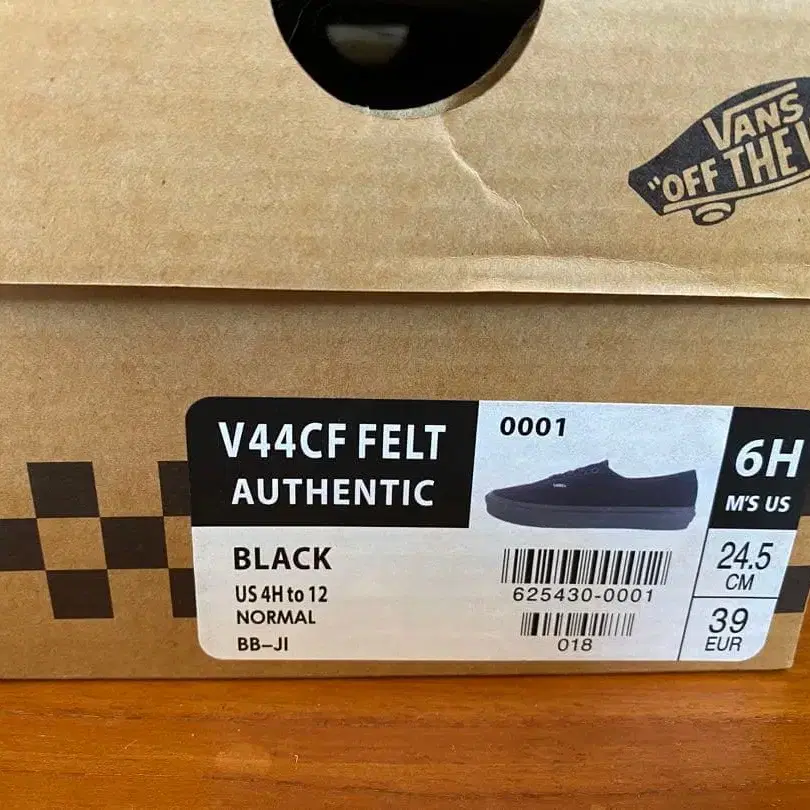 VANS
"OFF THE
V44CF FELT
AUTHENTIC
0001
6H
M'S US
BLACK
US 4H to 12
NORMAL
BB-JI
625430-0001
018
24.5
CM
39
EUR